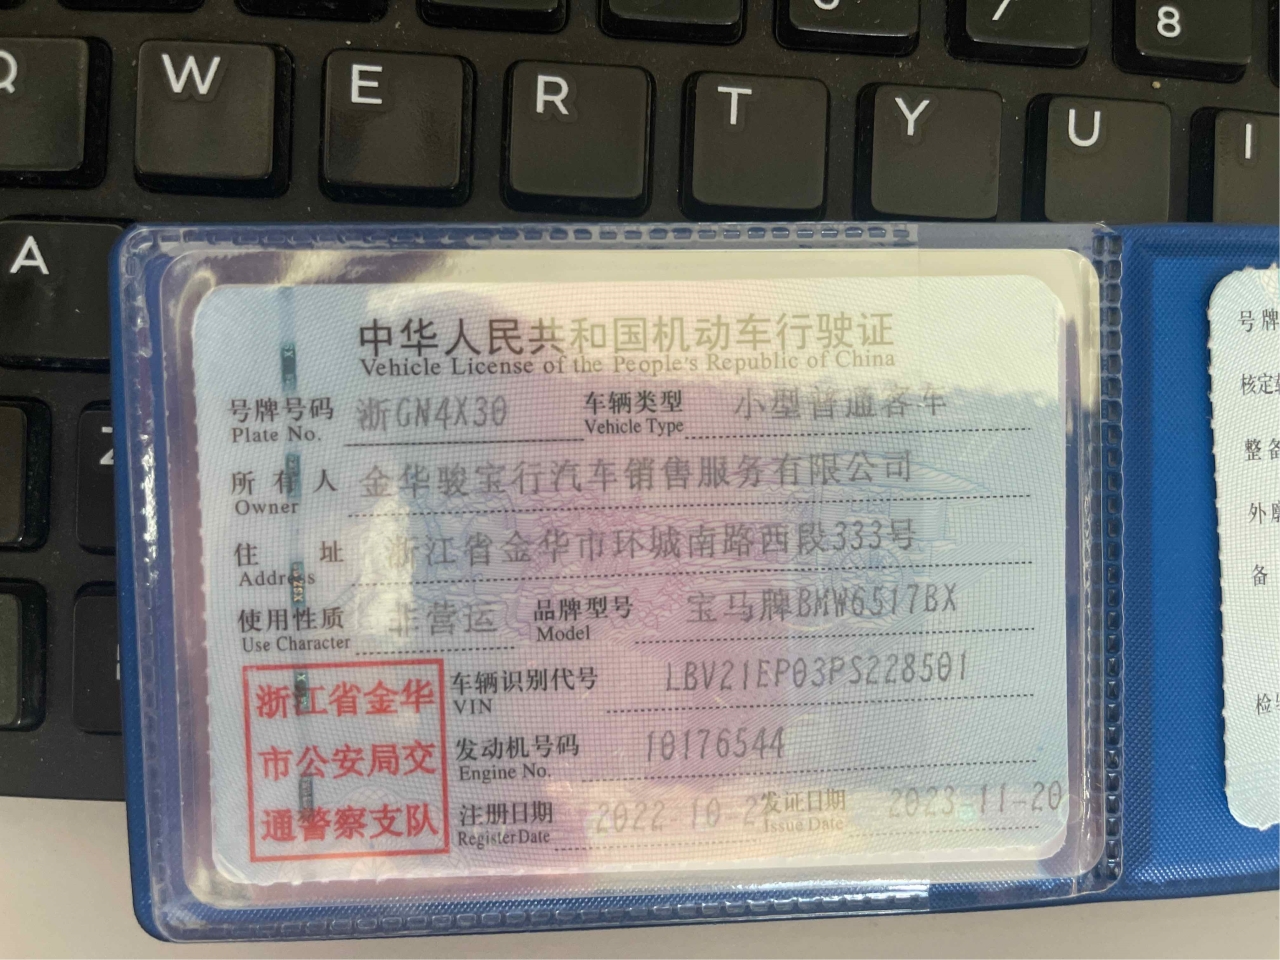 6 7 8
Q W E R T Y U I
A
Z
中华人民共和国机动车行驶证
Vehicle License of the People's Republic of China
号牌号码 浙GN4X30 车辆类型 小型普通客车
Plate No. Vehicle Type
所有人 金华骏宝行汽车销售服务有限公司
Owner
住址 浙江省金华市环城南路西段333号
Address
使用性质 非营运 品牌型号 宝马牌BMW6517BX
Use Character Model
车辆识别代号 LBV21EP03PS228501
VIN
发动机号码 10176544
Engine No.
注册日期 2022-10-2 发证日期 2023-11-20
Register Date Issue Date
浙江省金华
市公安局交
通警察支队
号牌
核定
整备
外廓
备
检验